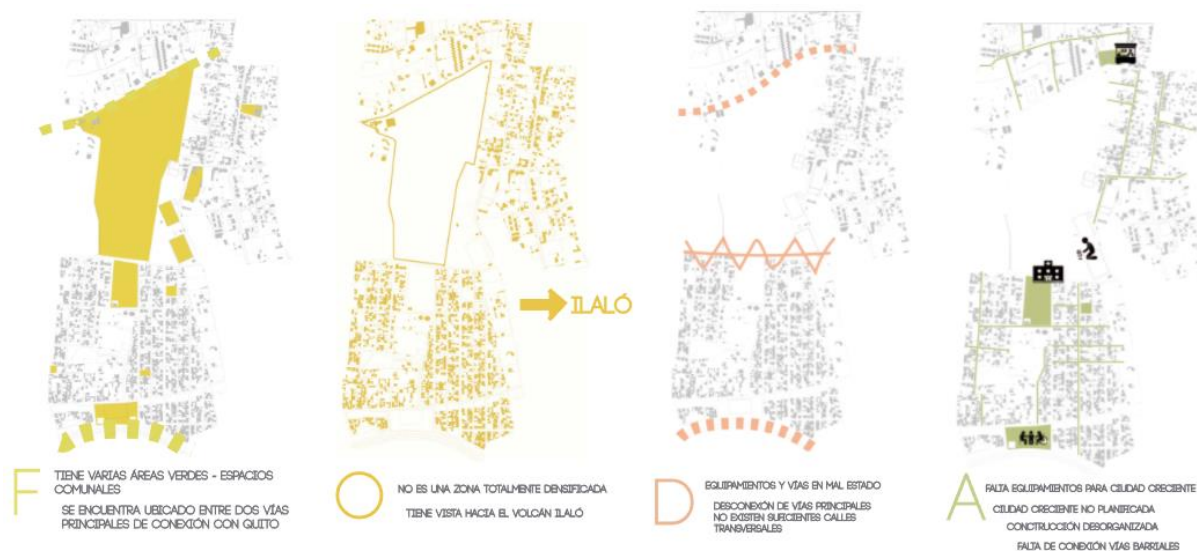 ILALÓ
F
TIENE VARIAS ÁREAS VERDES - ESPACIOS
COMUNALES
SE ENCUENTRA UBICADO ENTRE DOS VÍAS
PRINCIPALES DE CONEXIÓN CON QUITO
O
NO ES UNA ZONA TOTALMENTE DENSIFICADA
TIENE VISTA HACIA EL VOLCÁN ILALÓ
D
EQUIPAMIENTOS Y VÍAS EN MAL ESTADO
DESCONEXIÓN DE VÍAS PRINCIPALES
NO EXISTEN SUFICIENTES CALLES
TRANSVERSALES
A
FALTA EQUIPAMIENTOS PARA CIUDAD CRECIENTE
CIUDAD CRECIENTE NO PLANIFICADA
CONCTRUCCIÓN DESORGANIZADA
FALTA DE CONEXIÓN VÍAS BARRIALES